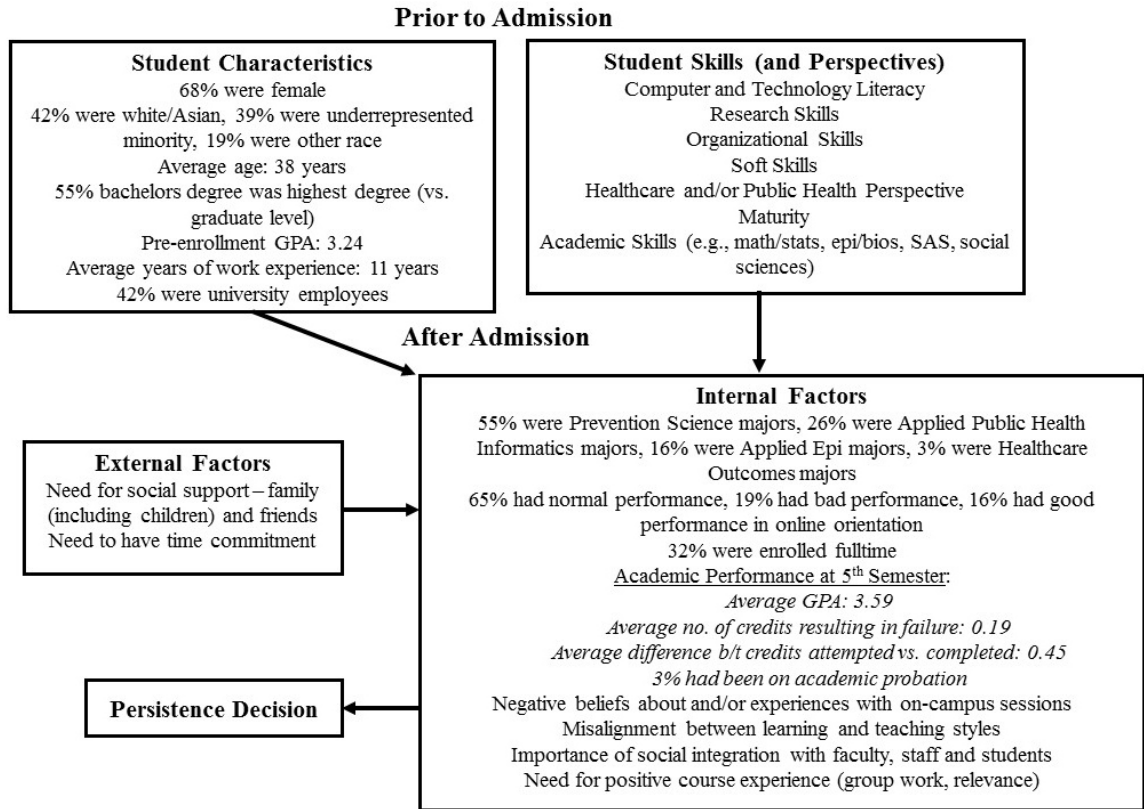 Prior to Admission
Student Characteristics
68% were female
42% were white/Asian, 39% were underrepresented
minority, 19% were other race
Average age: 38 years
55% bachelors degree was highest degree (vs.
graduate level)
Pre-enrollment GPA: 3.24
Average years of work experience: 11 years
42% were university employees
Student Skills (and Perspectives)
Computer and Technology Literacy
Research Skills
Organizational Skills
Soft Skills
Healthcare and/or Public Health Perspective
Maturity
Academic Skills (e.g., math/stats, epi/bios, SAS, social
sciences)
After Admission
External Factors
Need for social support – family
(including children) and friends
Need to have time commitment
Internal Factors
55% were Prevention Science majors, 26% were Applied Public Health
Informatics majors, 16% were Applied Epi majors, 3% were Healthcare
Outcomes majors
65% had normal performance, 19% had bad performance, 16% had good
performance in online orientation
32% were enrolled fulltime
Academic Performance at 5th Semester:
Average GPA: 3.59
Average no. of credits resulting in failure: 0.19
Average difference b/t credits attempted vs. completed: 0.45
3% had been on academic probation
Negative beliefs about and/or experiences with on-campus sessions
Misalignment between learning and teaching styles
Importance of social integration with faculty, staff and students
Need for positive course experience (group work, relevance)
Persistence Decision